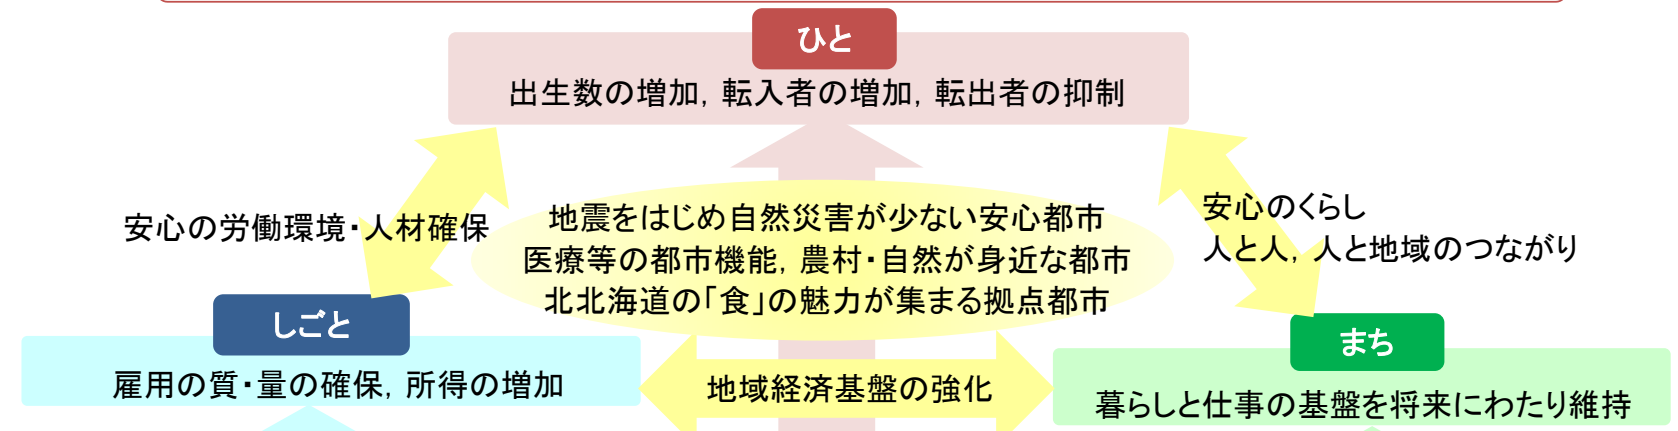 ひと
出生数の増加，転入者の増加，転出者の抑制
安心の労働環境・人材確保
地震をはじめ自然災害が少ない安心都市
医療等の都市機能，農村・自然が身近な都市
北北海道の「食」の魅力が集まる拠点都市
安心のくらし
人と人，人と地域のつながり
しごと
雇用の質・量の確保，所得の増加
地域経済基盤の強化
まち
暮らしと仕事の基盤を将来にわたり維持